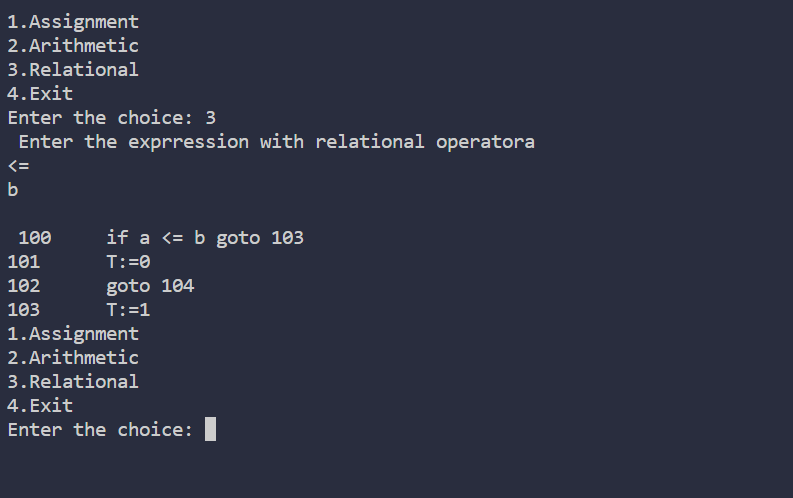 1.Assignment
2.Arithmetic
3.Relational
4.Exit
Enter the choice: 3
Enter the exprression with relational operatora
<=
b
100 if a <= b goto 103
101 T:=0
102 goto 104
103 T:=1
1.Assignment
2.Arithmetic
3.Relational
4.Exit
Enter the choice: